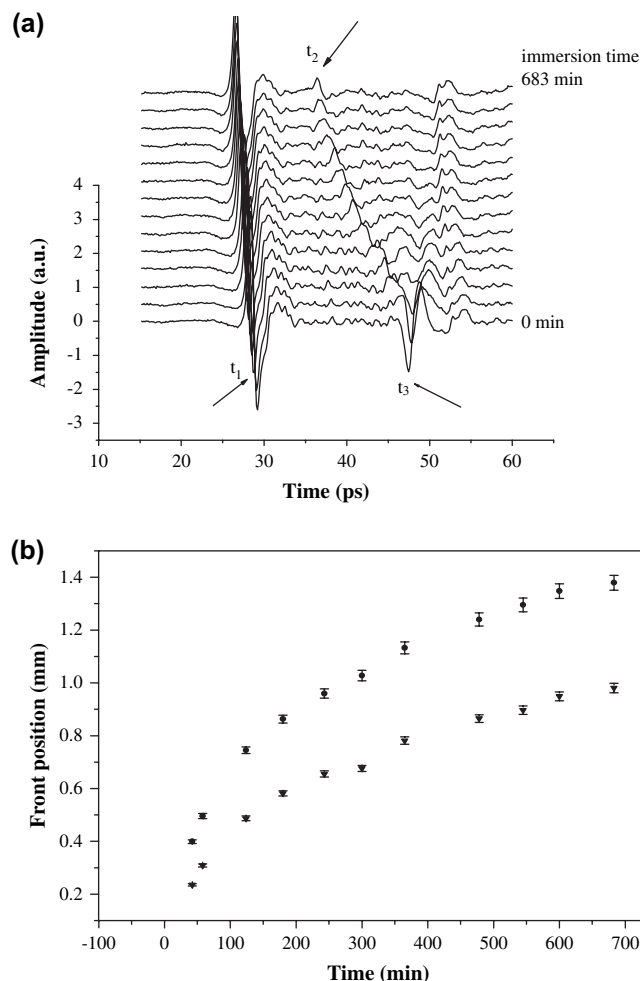 (a)
t2
immersion time
683 min
4
3
2
1
0
-1
-2
-3
Amplitude (a.u.)
0 min
t1
t3
10 20 30 40 50 60
Time (ps)
(b)
1.4
1.2
1.0
0.8
0.6
0.4
0.2
Front position (mm)
-100 0 100 200 300 400 500 600 700
Time (min)